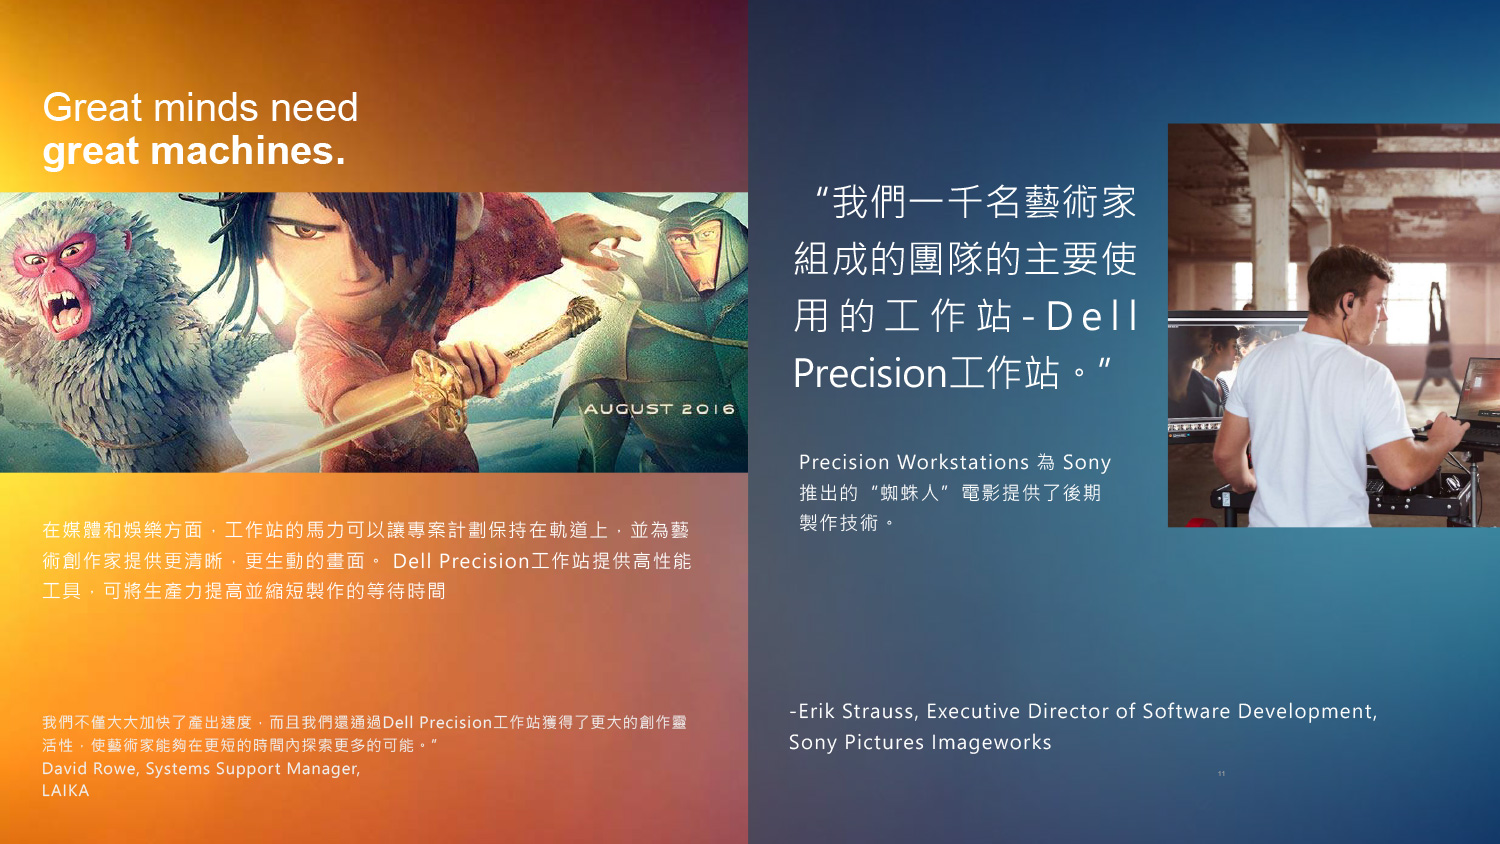 Great minds need
great machines.
AUGUST 2016
在媒體和娛樂方面，工作站的馬力可以讓專案計劃保持在軌道上，並為藝
術創作家提供更清晰，更生動的畫面。 Dell Precision工作站提供高性能
工具，可將生產力提高並縮短製作的等待時間
我們不僅大大加快了產出速度，而且我們還通過Dell Precision工作站獲得了更大的創作靈
活性，使藝術家能夠在更短的時間內探索更多的可能。”
David Rowe, Systems Support Manager,
LAIKA
“我們一千名藝術家
組成的團隊的主要使
用的工作站-Dell
Precision工作站。”
Precision Workstations 為 Sony
推出的“蜘蛛人”電影提供了後期
製作技術。
-Erik Strauss, Executive Director of Software Development,
Sony Pictures Imageworks
11